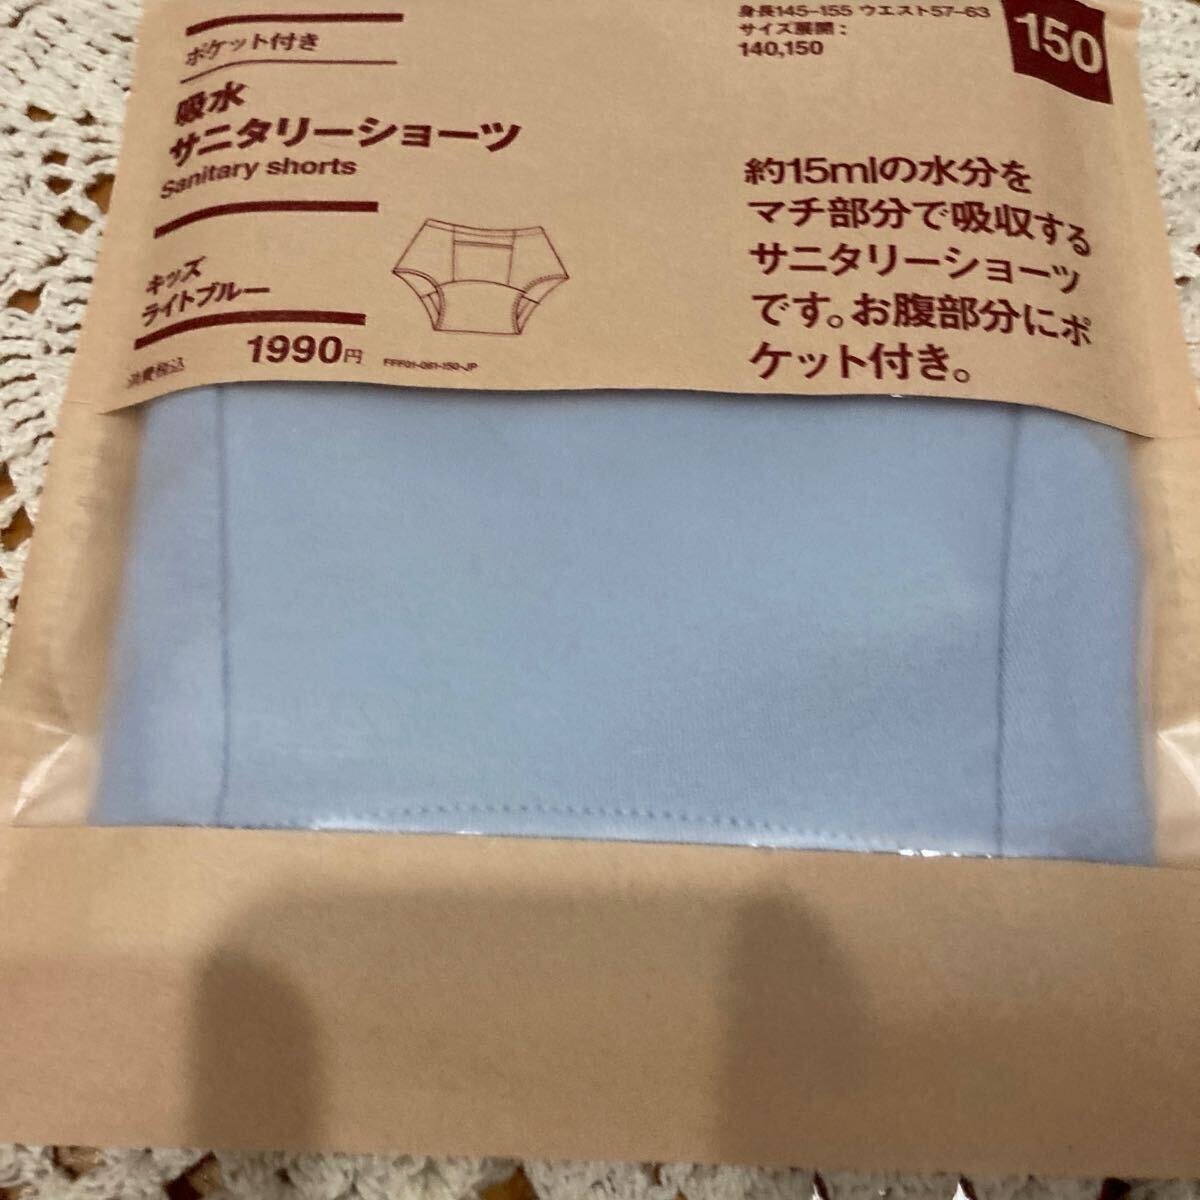 ポケット付き
吸水
サニタリーショーツ
Sanitary shorts
キッズ
ライトブルー
消費税込 1990円
FFF01-061-150-JP
身長145-155 ウエスト57-63
サイズ展開：
140,150
150
約15mlの水分を
マチ部分で吸収する
サニタリーショーツ
です。お腹部分にポ
ケット付き。